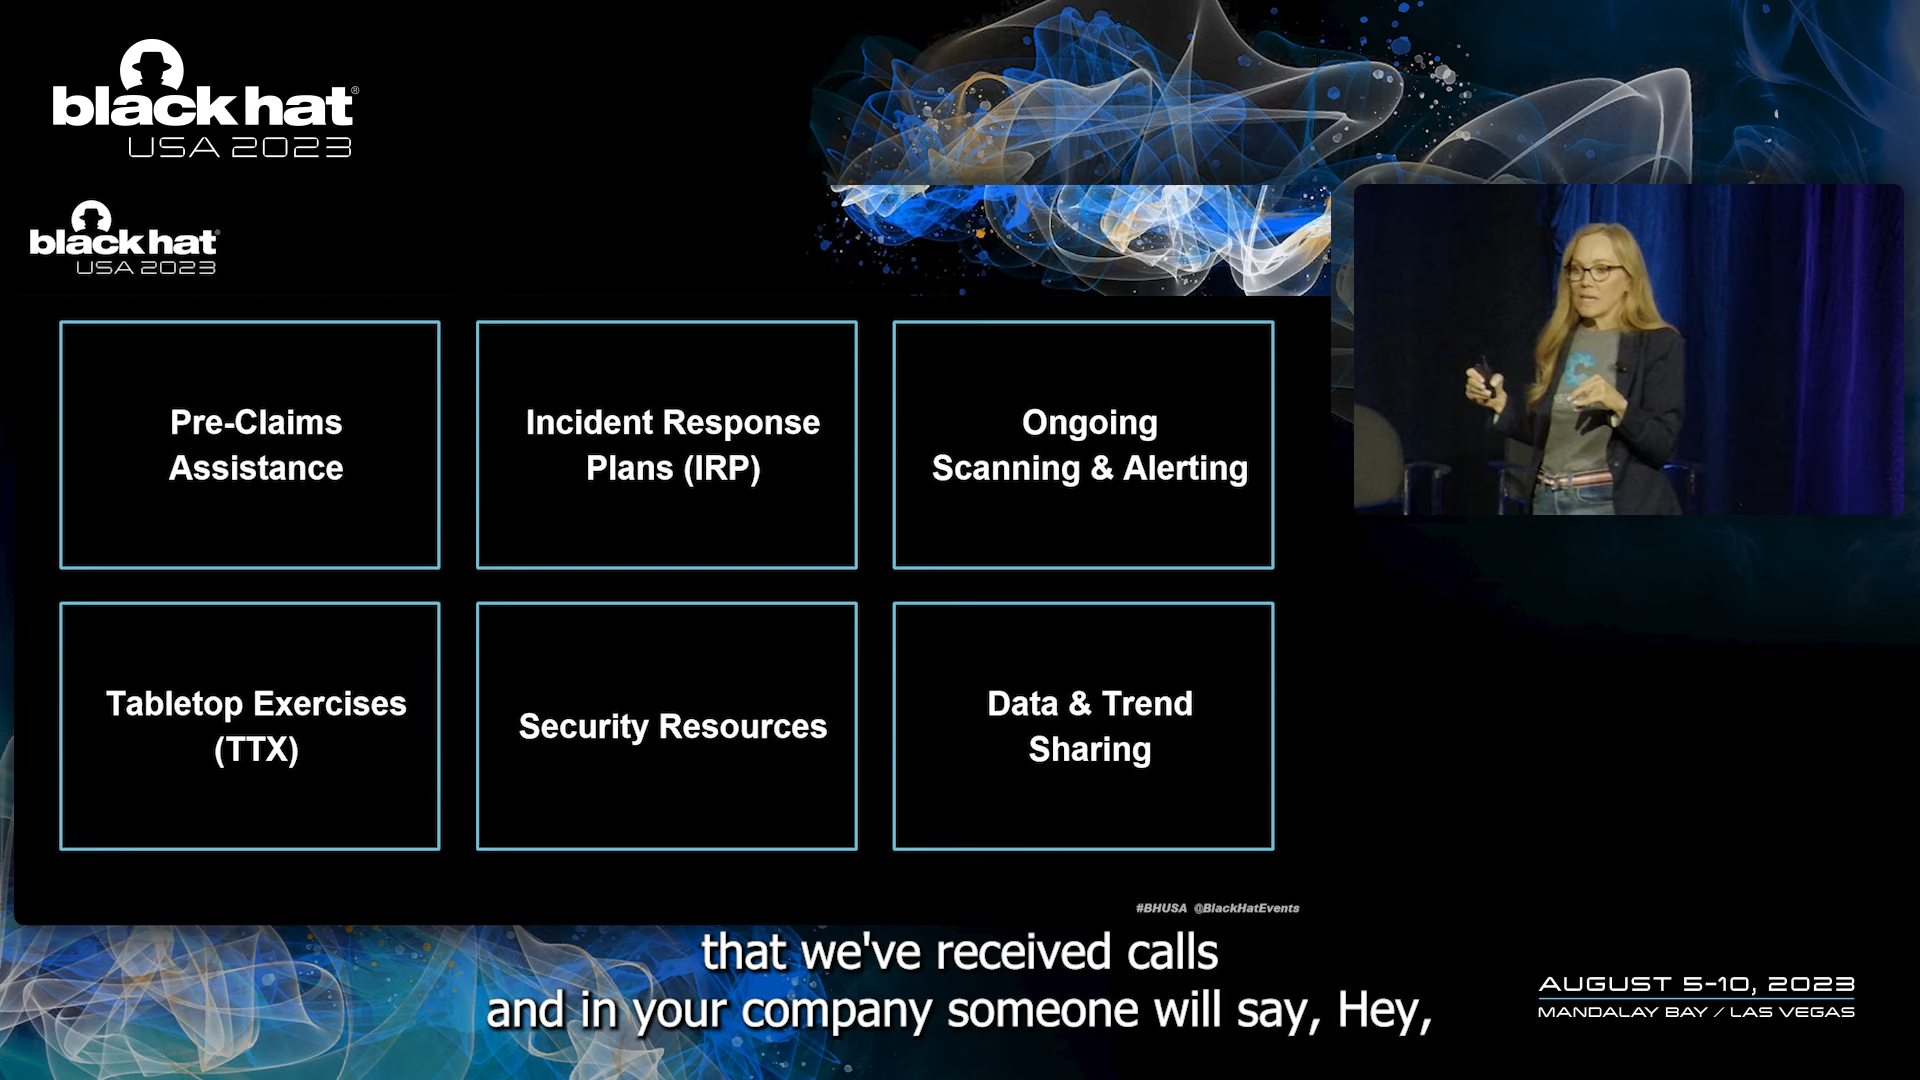 black hat®
USA 2023
black hat®
USA 2023
Pre-Claims
Assistance
Incident Response
Plans (IRP)
Ongoing
Scanning & Alerting
Tabletop Exercises
(TTX)
Security Resources
Data & Trend
Sharing
#BHUSA @BlackHatEvents
that we've received calls
and in your company someone will say, Hey,
AUGUST 5-10, 2023
MANDALAY BAY / LAS VEGAS